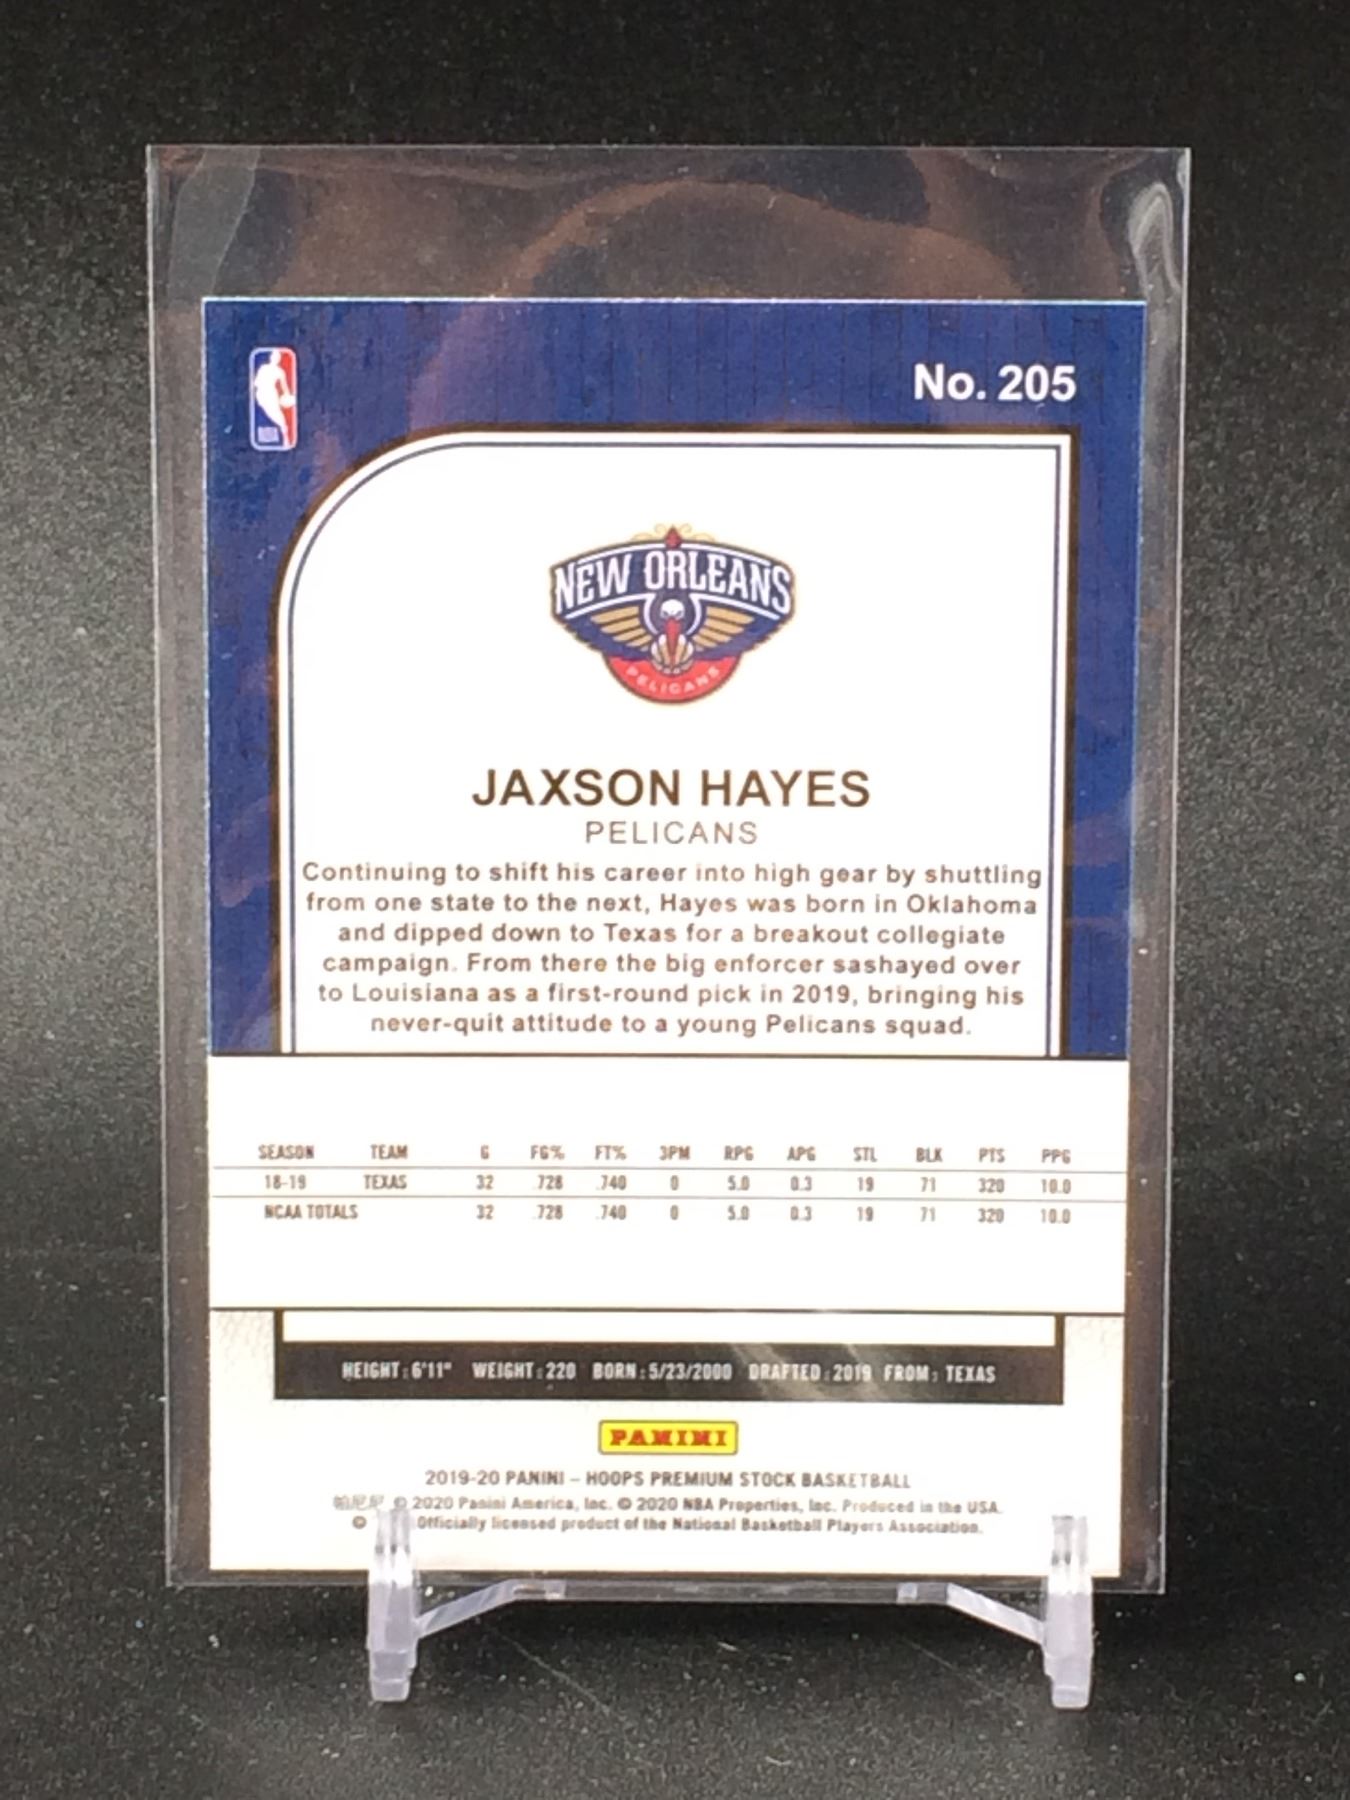 No. 205
NBA
NEW ORLEANS
PELICANS
JAXSON HAYES
PELICANS
Continuing to shift his career into high gear by shuttling
from one state to the next, Hayes was born in Oklahoma
and dipped down to Texas for a breakout collegiate
campaign. From there the big enforcer sashayed over
to Louisiana as a first-round pick in 2019, bringing his
never-quit attitude to a young Pelicans squad.
SEASON TEAM G FG% FT% 3PM RPG APG STL BLK PTS PPG
18-19 TEXAS 32 .728 .740 0 5.0 0.3 19 71 320 10.0
NCAA TOTALS 32 .728 .740 0 5.0 0.3 19 71 320 10.0
HEIGHT: 6'11" WEIGHT: 220 BORN: 5/23/2000 DRAFTED: 2019 FROM: TEXAS
PANINI
2019-20 PANINI – HOOPS PREMIUM STOCK BASKETBALL
帕尼尼 © 2020 Panini America, Inc. © 2020 NBA Properties, Inc. Produced in the USA.
© Officially licensed product of the National Basketball Players Association.